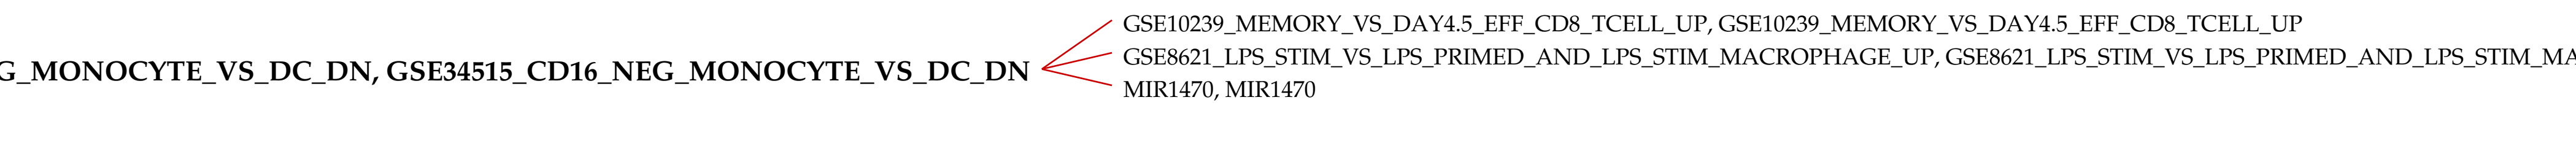 G_MONOCYTE_VS_DC_DN, GSE34515_CD16_NEG_MONOCYTE_VS_DC_DN
GSE10239_MEMORY_VS_DAY4.5_EFF_CD8_TCELL_UP, GSE10239_MEMORY_VS_DAY4.5_EFF_CD8_TCELL_UP
GSE8621_LPS_STIM_VS_LPS_PRIMED_AND_LPS_STIM_MACROPHAGE_UP, GSE8621_LPS_STIM_VS_LPS_PRIMED_AND_LPS_STIM_MA
MIR1470, MIR1470